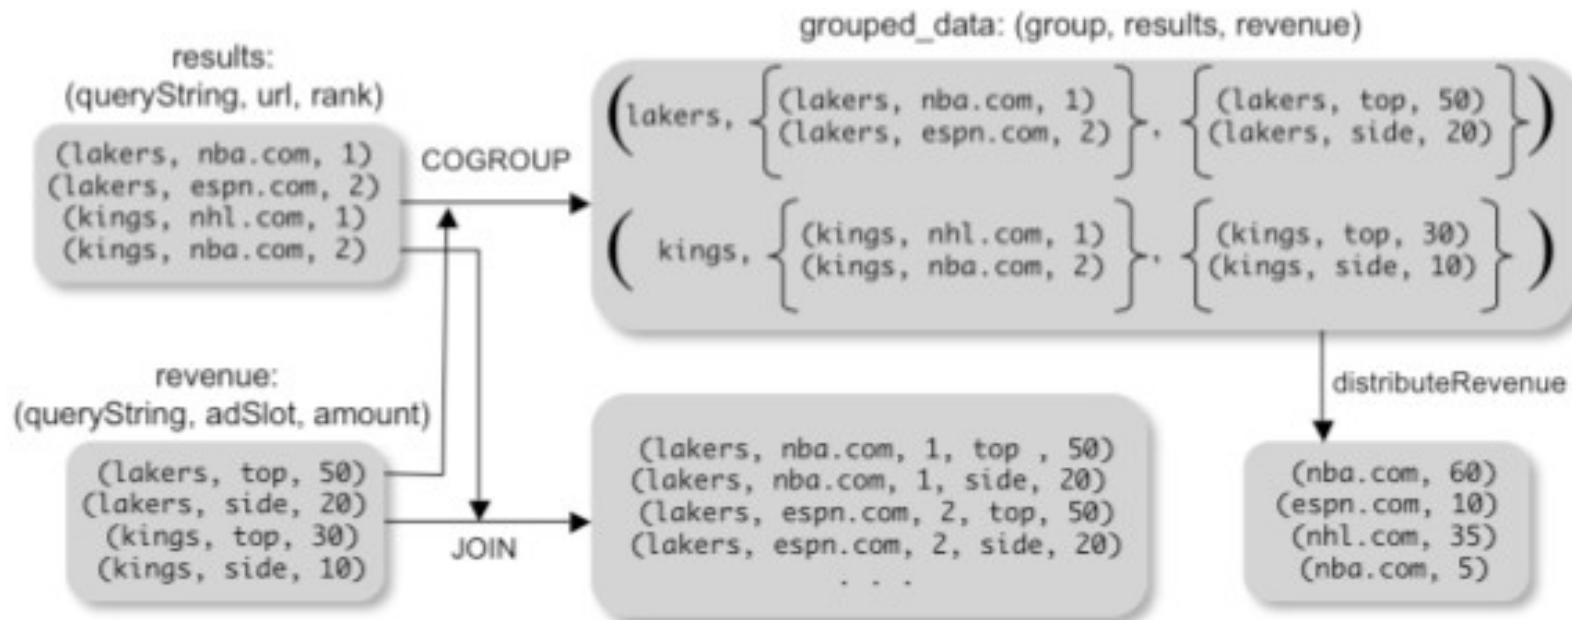 results:
(queryString, url, rank)
(lakers, nba.com, 1)
(lakers, espn.com, 2)
(kings, nhl.com, 1)
(kings, nba.com, 2)
COGROUP
grouped_data: (group, results, revenue)
(lakers, {(lakers, nba.com, 1)
(lakers, espn.com, 2)}, {(lakers, top, 50)
(lakers, side, 20)})
(kings, {(kings, nhl.com, 1)
(kings, nba.com, 2)}, {(kings, top, 30)
(kings, side, 10)})
revenue:
(queryString, adSlot, amount)
(lakers, top, 50)
(lakers, side, 20)
(kings, top, 30)
(kings, side, 10)
JOIN
(lakers, nba.com, 1, top , 50)
(lakers, nba.com, 1, side, 20)
(lakers, espn.com, 2, top, 50)
(lakers, espn.com, 2, side, 20)
. . .
distributeRevenue
(nba.com, 60)
(espn.com, 10)
(nhl.com, 35)
(nba.com, 5)